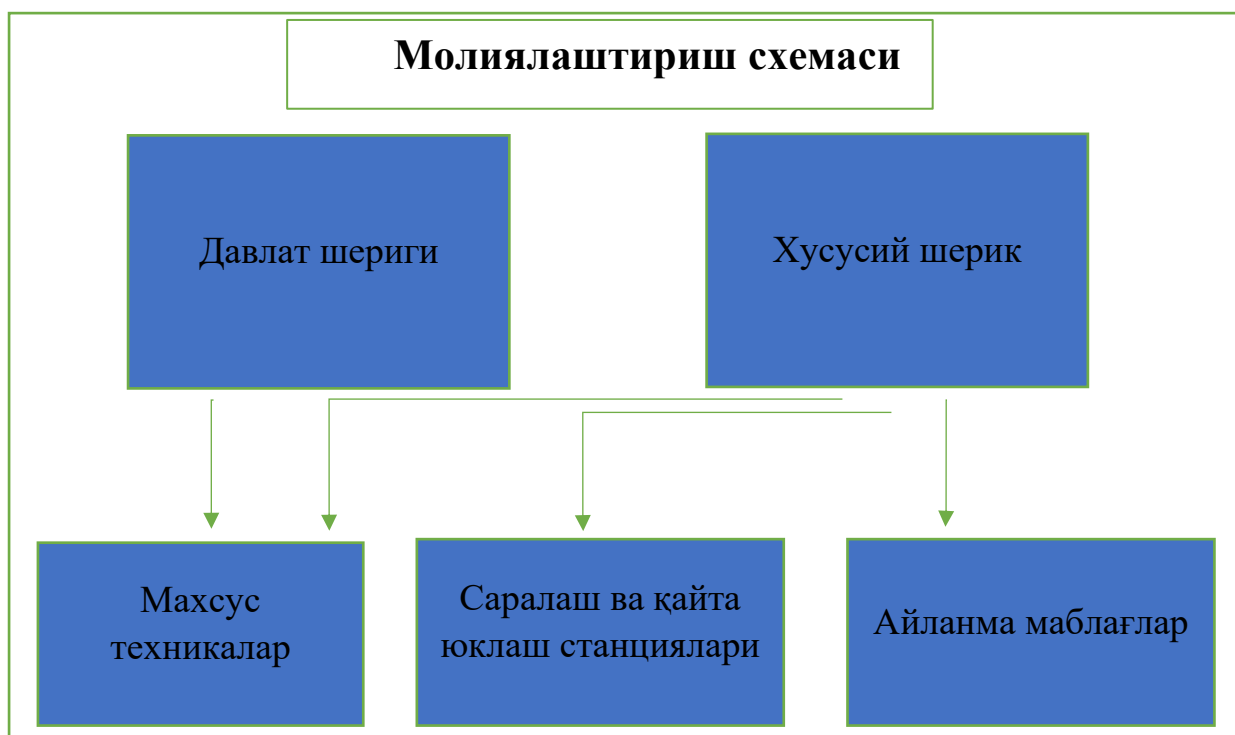 Молиялаштириш схемаси
Давлат шериги
Хусусий шерик
Махсус
техникалар
Саралаш ва қайта
юклаш станциялари
Айланма маблағлар